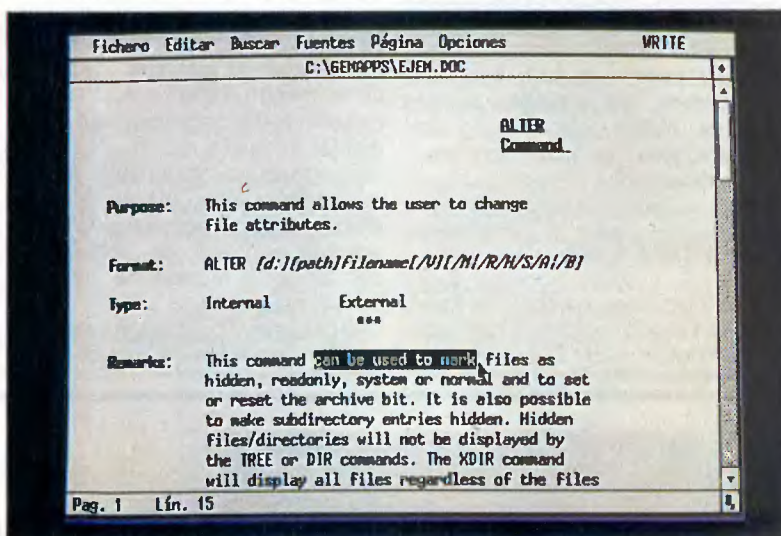 Fichero Editar Buscar Fuentes Página Opciones WRITE
C:\GEMAPPS\EJEM.DOC
ALTER
Command
Purpose: This command allows the user to change
file attributes.
Format: ALTER [d:][path]filename[/V][/M|/R/H/S/A|/B]
Type: Internal External
***
Remarks: This command can be used to mark files as
hidden, readonly, system or normal and to set
or reset the archive bit. It is also possible
to make subdirectory entries hidden. Hidden
files/directories will not be displayed by
the TREE or DIR commands. The XDIR command
will display all files regardless of the files
Pag. 1 Lín. 15